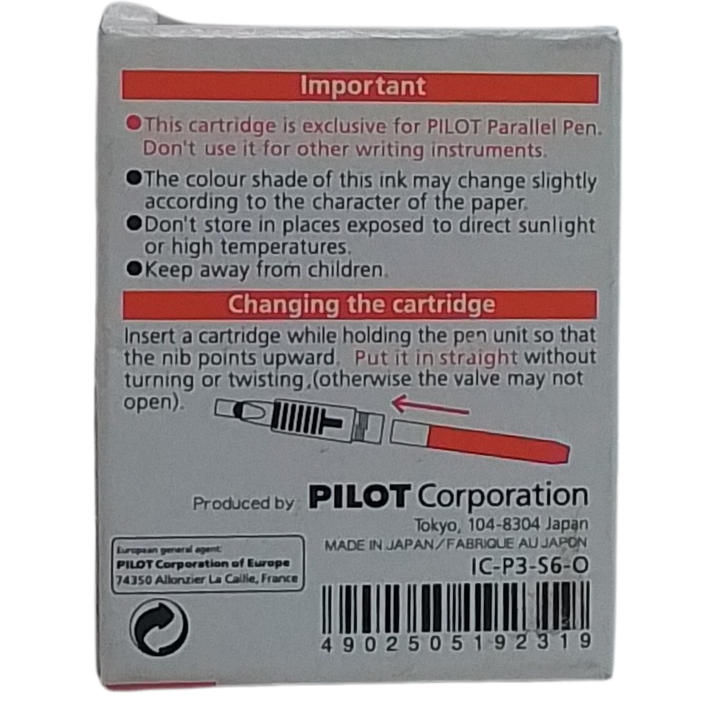 Important
●This cartridge is exclusive for PILOT Parallel Pen.
Don't use it for other writing instruments.
●The colour shade of this ink may change slightly
according to the character of the paper.
●Don't store in places exposed to direct sunlight
or high temperatures.
●Keep away from children.
Changing the cartridge
Insert a cartridge while holding the pen unit so that
the nib points upward. Put it in straight without
turning or twisting,(otherwise the valve may not
open).
Produced by PILOT Corporation
Tokyo, 104-8304 Japan
MADE IN JAPAN/FABRIQUE AU JAPON
European general agent:
PILOT Corporation of Europe
74350 Allonzier La Caille, France
IC-P3-S6-O
4902505192319